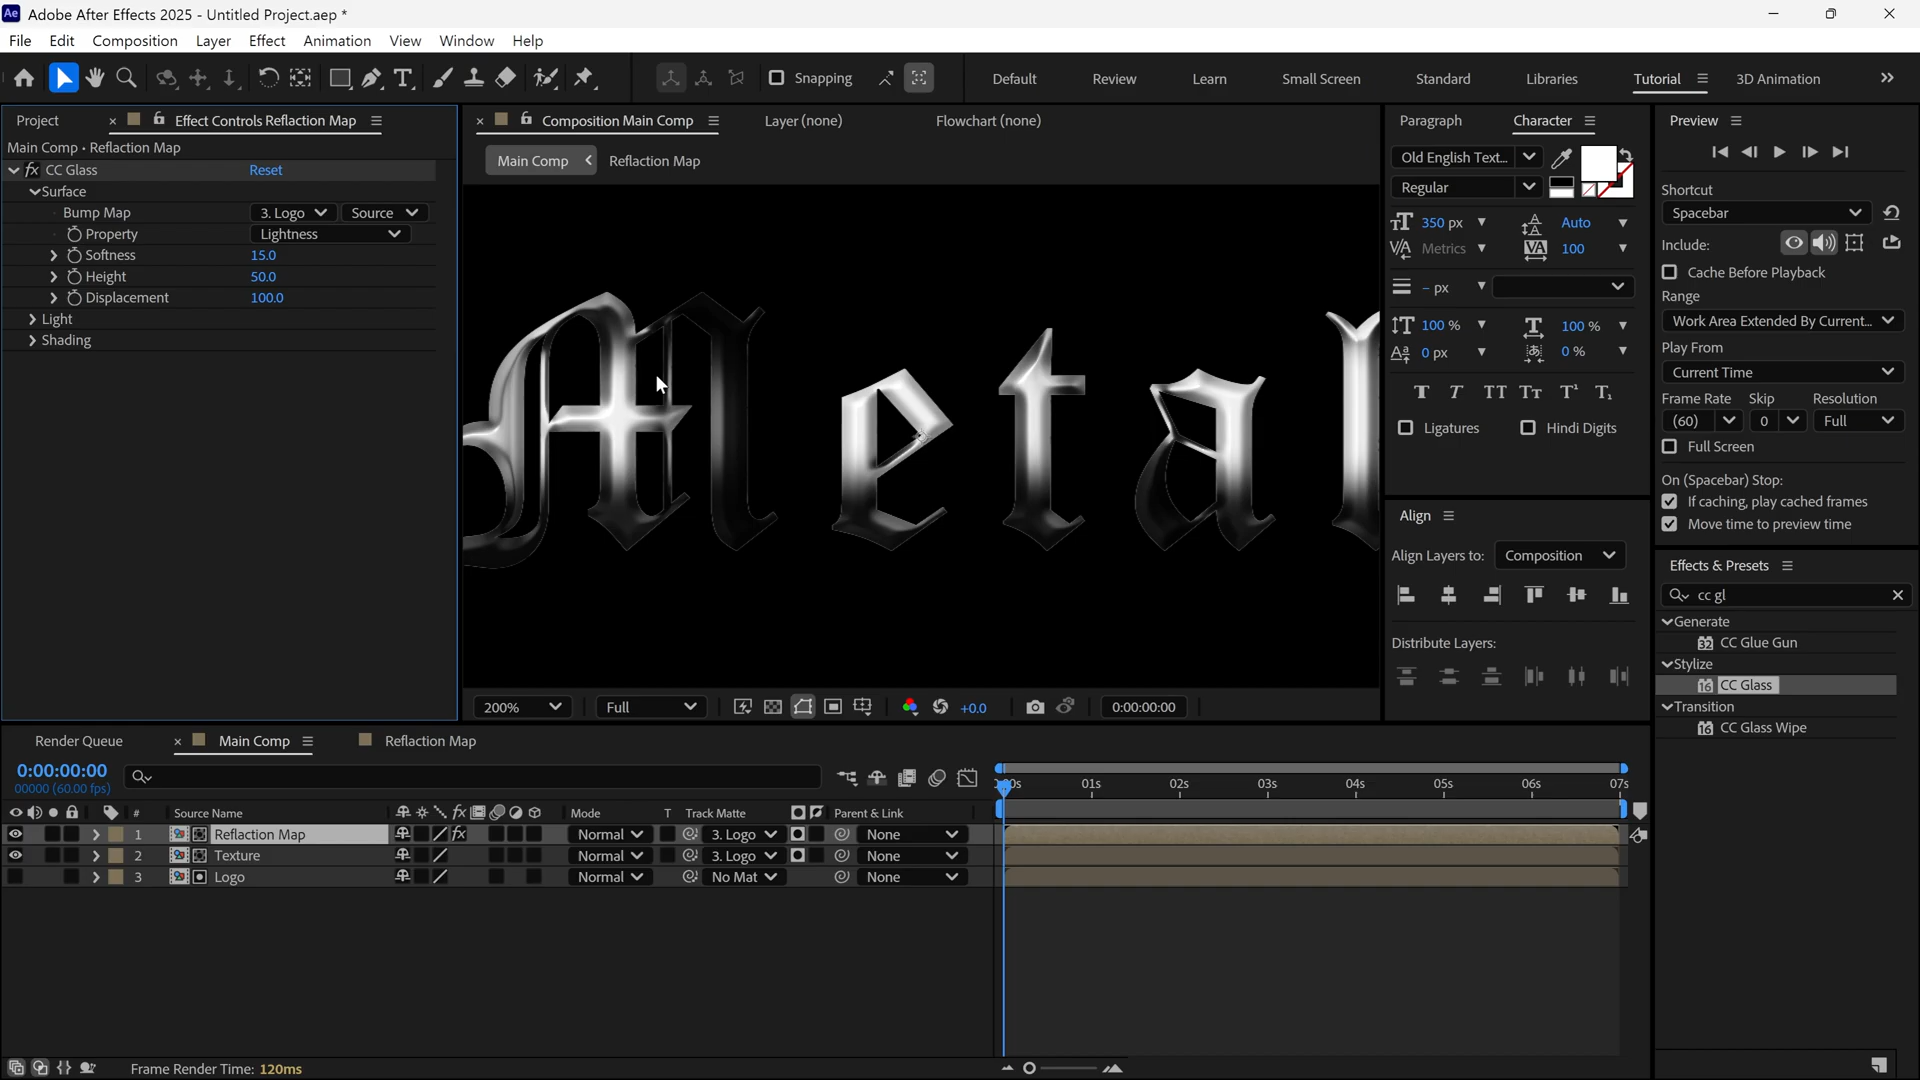 Ae Adobe After Effects 2025 - Untitled Project.aep *
File Edit Composition Layer Effect Animation View Window Help
Snapping Default Review Learn Small Screen Standard Libraries Tutorial 3D Animation
Project
Effect Controls Reflaction Map
Main Comp • Reflaction Map
fx CC Glass Reset
Surface
Bump Map 3. Logo Source
Property Lightness
Softness 15.0
Height 50.0
Displacement 100.0
Light
Shading
Composition Main Comp Layer (none) Flowchart (none)
Main Comp Reflaction Map
Metal
200% Full +0.0 0:00:00:00
Paragraph Character
Old English Text...
Regular
350 px Auto
Metrics 100
– px
100 % 100 %
0 px 0 %
Ligatures Hindi Digits
Align
Align Layers to: Composition
Distribute Layers:
Preview
Shortcut
Spacebar
Include:
Cache Before Playback
Range
Work Area Extended By Current...
Play From
Current Time
Frame Rate Skip Resolution
(60) 0 Full
Full Screen
On (Spacebar) Stop:
If caching, play cached frames
Move time to preview time
Effects & Presets
cc gl
Generate
32 CC Glue Gun
Stylize
16 CC Glass
Transition
16 CC Glass Wipe
Render Queue Main Comp Reflaction Map
0:00:00:00
00000 (60.00 fps)
# Source Name fx Mode T Track Matte Parent & Link
1 Reflaction Map fx Normal 3. Logo None
2 Texture Normal 3. Logo None
3 Logo Normal No Mat None
01s 02s 03s 04s 05s 06s 07s
Frame Render Time: 120ms